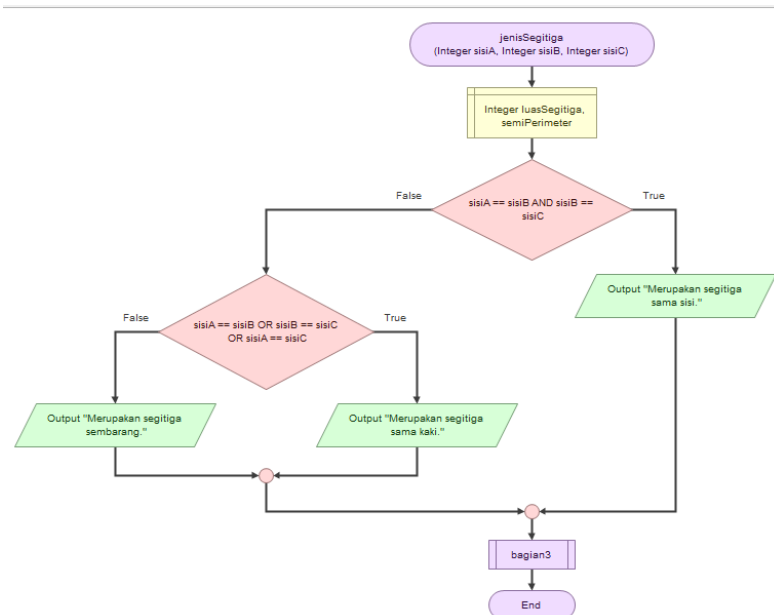 jenisSegitiga
(Integer sisiA, Integer sisiB, Integer sisiC)
Integer luasSegitiga,
semiPerimeter
False
True
sisiA == sisiB AND sisiB ==
sisiC
Output "Merupakan segitiga
sama sisi."
False
True
sisiA == sisiB OR sisiB == sisiC
OR sisiA == sisiC
Output "Merupakan segitiga
sembarang."
Output "Merupakan segitiga
sama kaki."
bagian3
End